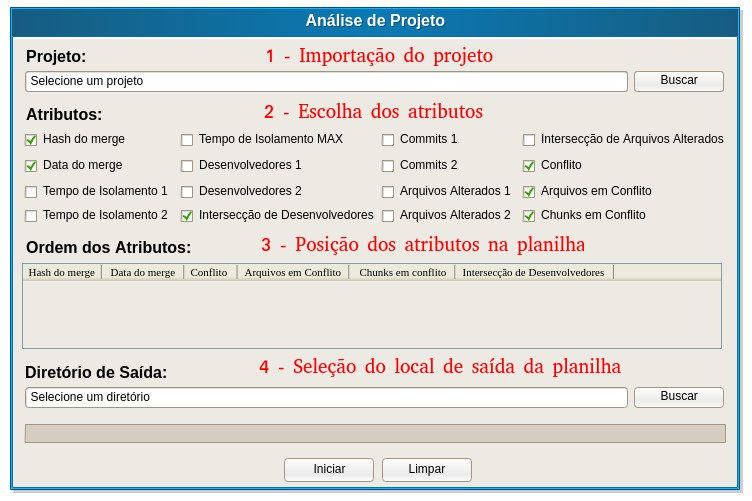 Análise de Projeto
Projeto: 1 - Importação do projeto
Selecione um projeto Buscar
Atributos: 2 - Escolha dos atributos
Hash do merge Tempo de Isolamento MAX Commits 1 Intersecção de Arquivos Alterados
Data do merge Desenvolvedores 1 Commits 2 Conflito
Tempo de Isolamento 1 Desenvolvedores 2 Arquivos Alterados 1 Arquivos em Conflito
Tempo de Isolamento 2 Intersecção de Desenvolvedores Arquivos Alterados 2 Chunks em Conflito
Ordem dos Atributos: 3 - Posição dos atributos na planilha
Hash do merge Data do merge Conflito Arquivos em Conflito Chunks em conflito Intersecção de Desenvolvedores
Diretório de Saída: 4 - Seleção do local de saída da planilha
Selecione um diretório Buscar
Iniciar Limpar